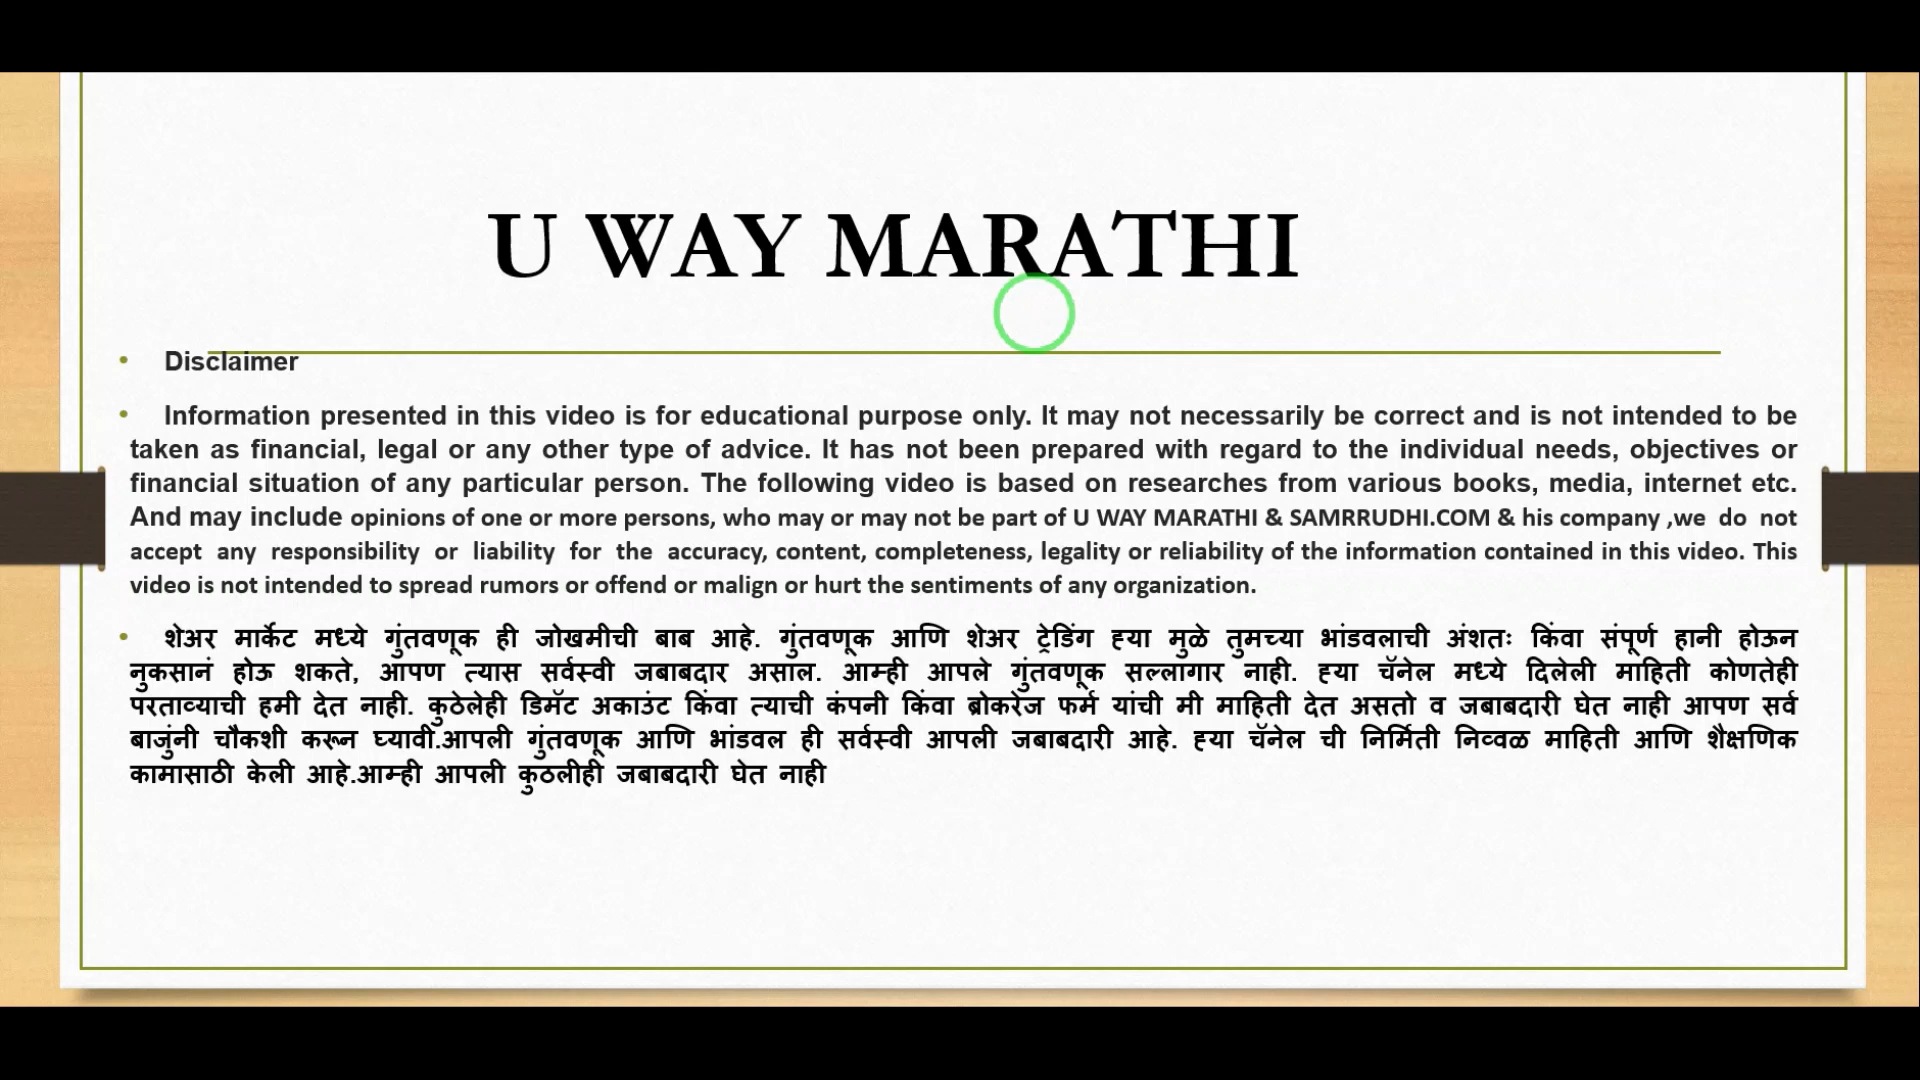 U WAY MARATHI
• Disclaimer
• Information presented in this video is for educational purpose only. It may not necessarily be correct and is not intended to be
taken as financial, legal or any other type of advice. It has not been prepared with regard to the individual needs, objectives or
financial situation of any particular person. The following video is based on researches from various books, media, internet etc.
And may include opinions of one or more persons, who may or may not be part of U WAY MARATHI & SAMRRUDHI.COM & his company ,we do not
accept any responsibility or liability for the accuracy, content, completeness, legality or reliability of the information contained in this video. This
video is not intended to spread rumors or offend or malign or hurt the sentiments of any organization.
• शेअर मार्केट मध्ये गुंतवणूक ही जोखमीची बाब आहे. गुंतवणूक आणि शेअर ट्रेडिंग ह्या मुळे तुमच्या भांडवलाची अंशतः किंवा संपूर्ण हानी होऊन
नुकसानं होऊ शकते, आपण त्यास सर्वस्वी जबाबदार असाल. आम्ही आपले गुंतवणूक सल्लागार नाही. ह्या चॅनेल मध्ये दिलेली माहिती कोणतेही
परताव्याची हमी देत नाही. कुठेलेही डिमॅट अकाउंट किंवा त्याची कंपनी किंवा ब्रोकरेज फर्म यांची मी माहिती देत असतो व जबाबदारी घेत नाही आपण सर्व
बाजुंनी चौकशी करून घ्यावी.आपली गुंतवणूक आणि भांडवल ही सर्वस्वी आपली जबाबदारी आहे. ह्या चॅनेल ची निर्मिती निव्वळ माहिती आणि शैक्षणिक
कामासाठी केली आहे.आम्ही आपली कुठलीही जबाबदारी घेत नाही